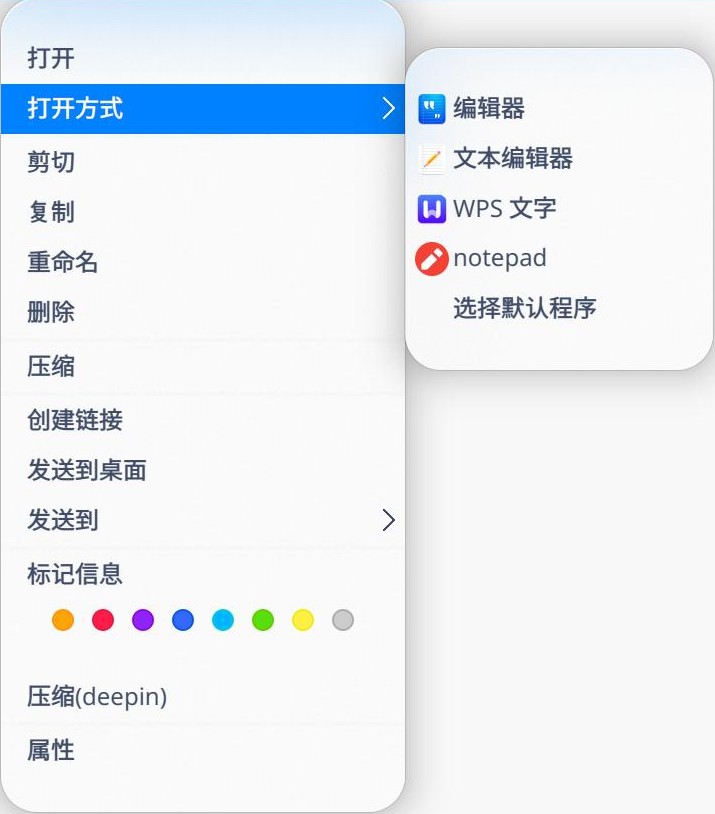 打开
打开方式
剪切
复制
重命名
删除
压缩
创建链接
发送到桌面
发送到
标记信息
压缩(deepin)
属性
编辑器
文本编辑器
WPS 文字
notepad
选择默认程序